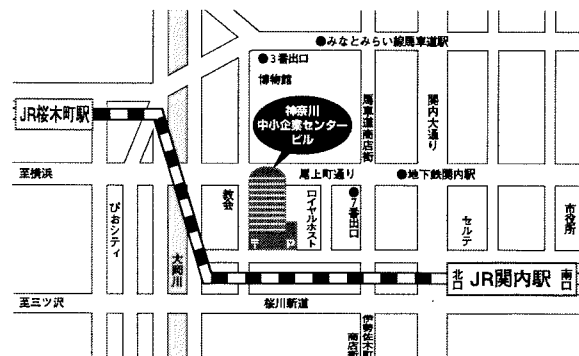 ●みなとみらい線馬車道駅
●3番出口
博物館
JR桜木町駅
神奈川
中小企業センター
ビル
馬車道商店街
関内大通り
至横浜
尾上町通り
●地下鉄関内駅
ぴおシティ
教会
ロイヤルホスト
●7番出口
セルテ
市役所
大岡川
北口
JR関内駅
南口
至三ツ沢
桜川新道
伊勢佐木町
商店街